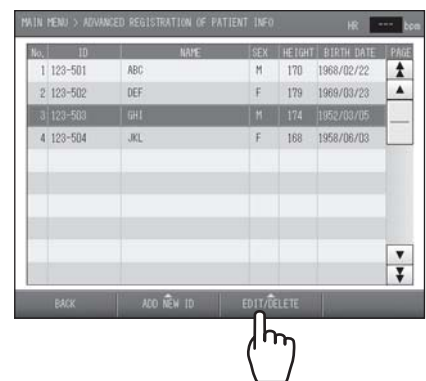 MAIN MENU > ADVANCED REGISTRATION OF PATIENT INFO HR --- bpm
No. ID NAME SEX HEIGHT BIRTH DATE PAGE
1 123-501 ABC M 170 1968/02/22
2 123-502 DEF F 179 1969/03/23
3 123-503 GHI M 174 1952/03/05
4 123-504 JKL F 168 1958/06/03
BACK ADD NEW ID EDIT/DELETE